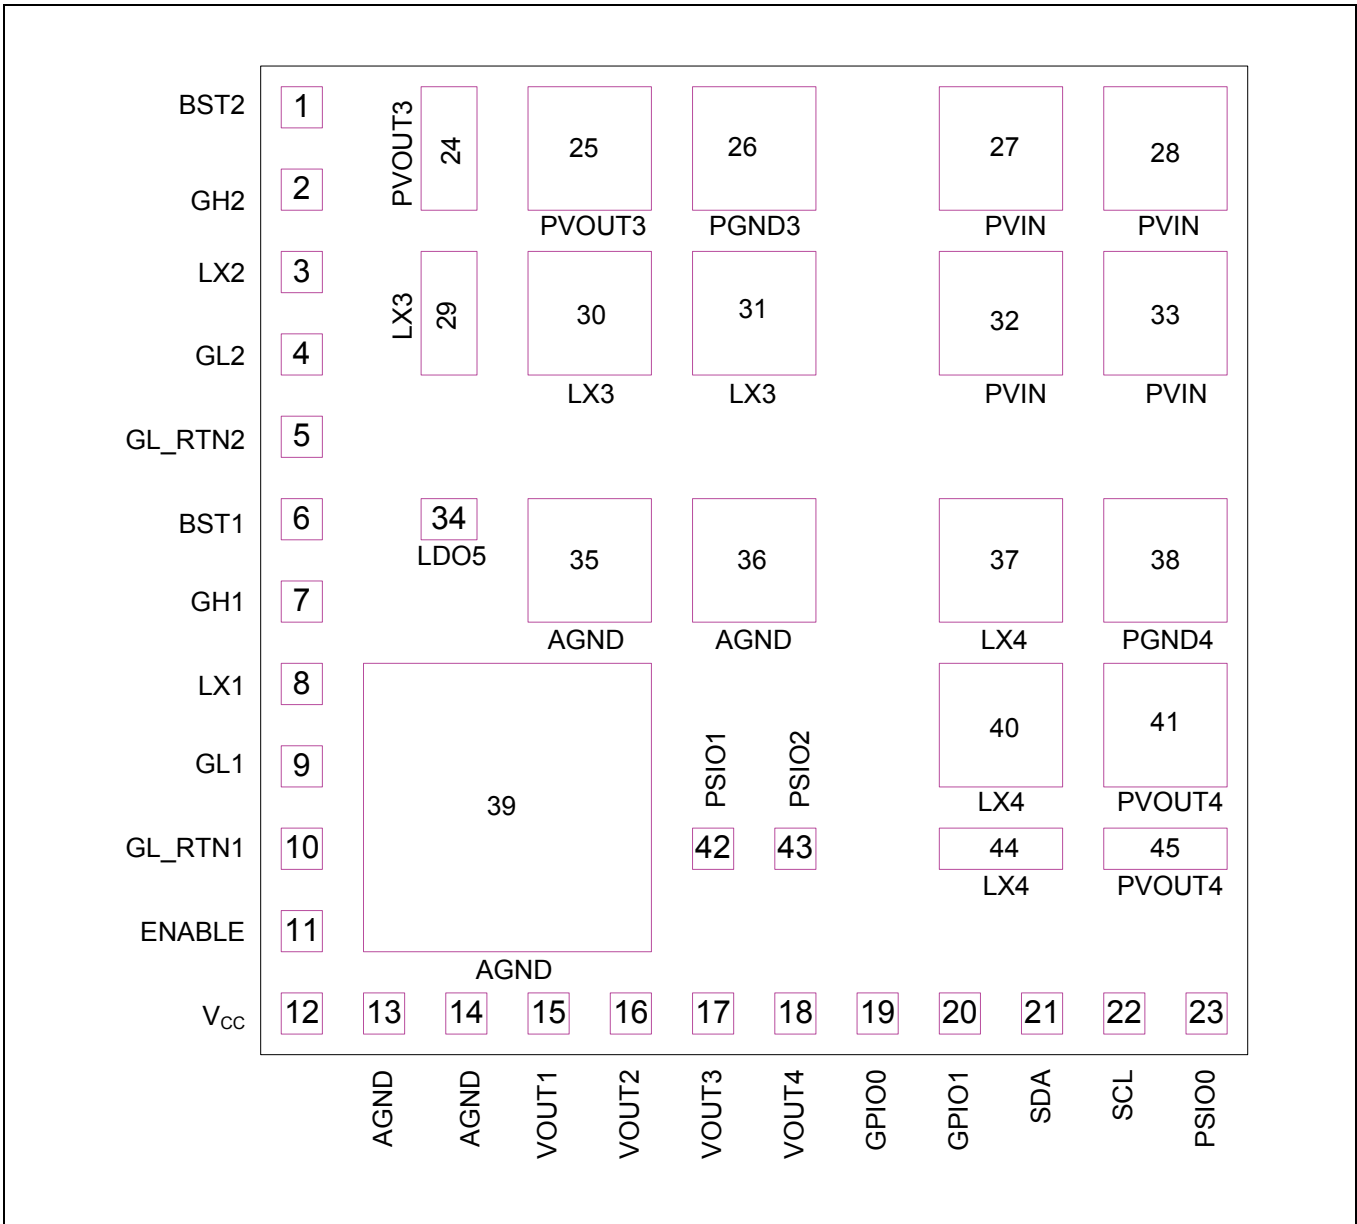 BST2 1
PVOUT3 24
25
26
27
28
GH2 2
PVOUT3
PGND3
PVIN
PVIN
LX2 3
LX3 29
30
31
32
33
GL2 4
LX3
LX3
PVIN
PVIN
GL_RTN2 5
BST1 6
34
LDO5
35
36
37
38
GH1 7
AGND
AGND
LX4
PGND4
LX1 8
GL1 9
39
PSIO1
PSIO2
40
41
LX4
PVOUT4
GL_RTN1 10
42
43
44
45
LX4
PVOUT4
ENABLE 11
AGND
VCC 12 13 14 15 16 17 18 19 20 21 22 23
AGND
AGND
VOUT1
VOUT2
VOUT3
VOUT4
GPIO0
GPIO1
SDA
SCL
PSIO0